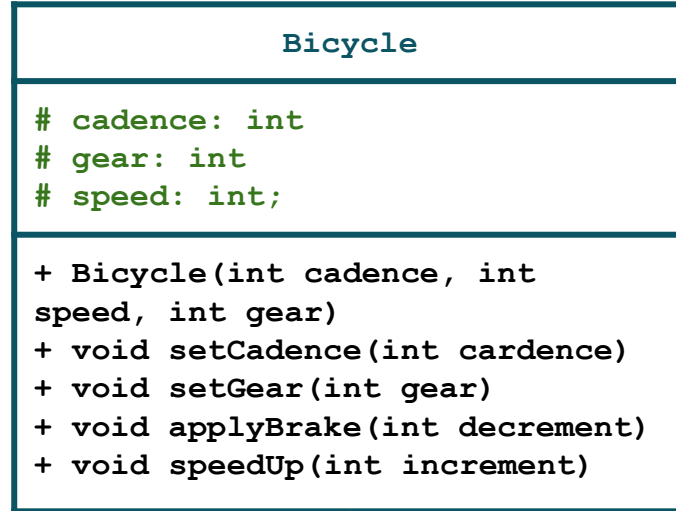 Bicycle
# cadence: int
# gear: int
# speed: int;
+ Bicycle(int cadence, int
speed, int gear)
+ void setCadence(int cardence)
+ void setGear(int gear)
+ void applyBrake(int decrement)
+ void speedUp(int increment)